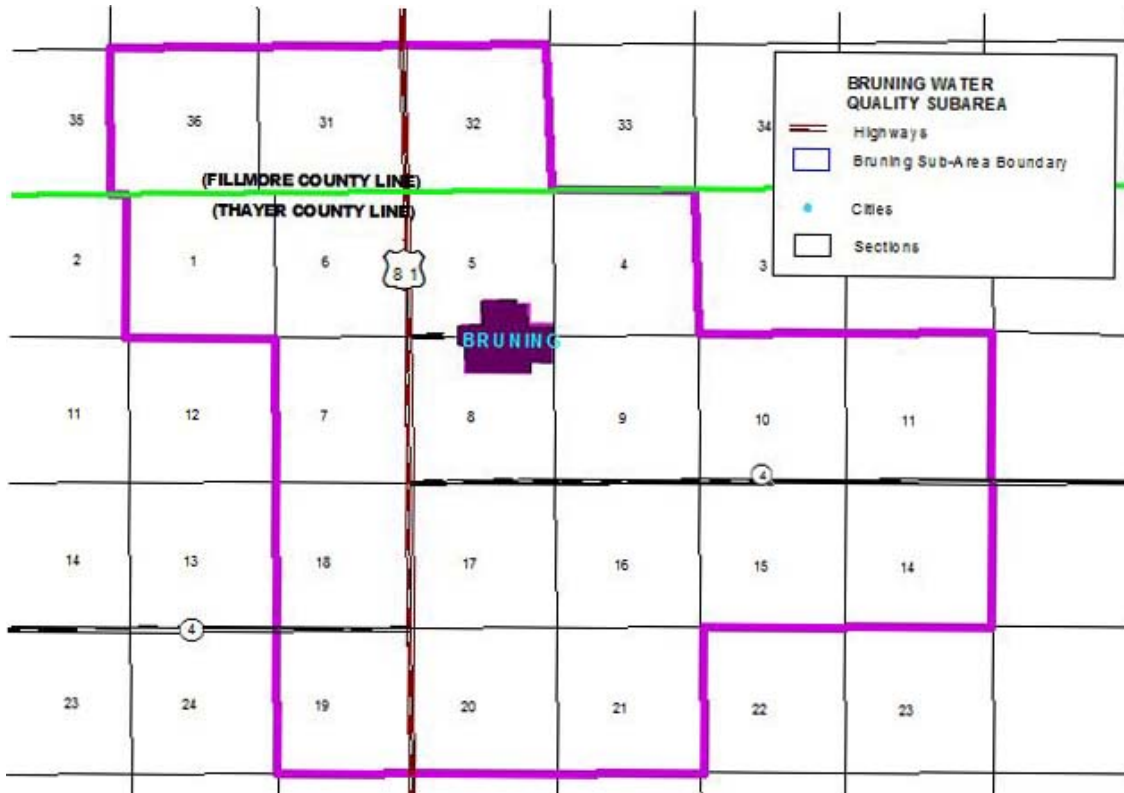 BRUNING WATER
QUALITY SUBAREA
Highways
Bruning Sub-Area Boundary
Cities
Sections
35 36 31 32 33 34
(FILLMORE COUNTY LINE)
(THAYER COUNTY LINE)
2 1 6 5 4 3
8 1
BRUNING
11 12 7 8 9 10 11
4
14 13 18 17 16 15 14
4
23 24 19 20 21 22 23